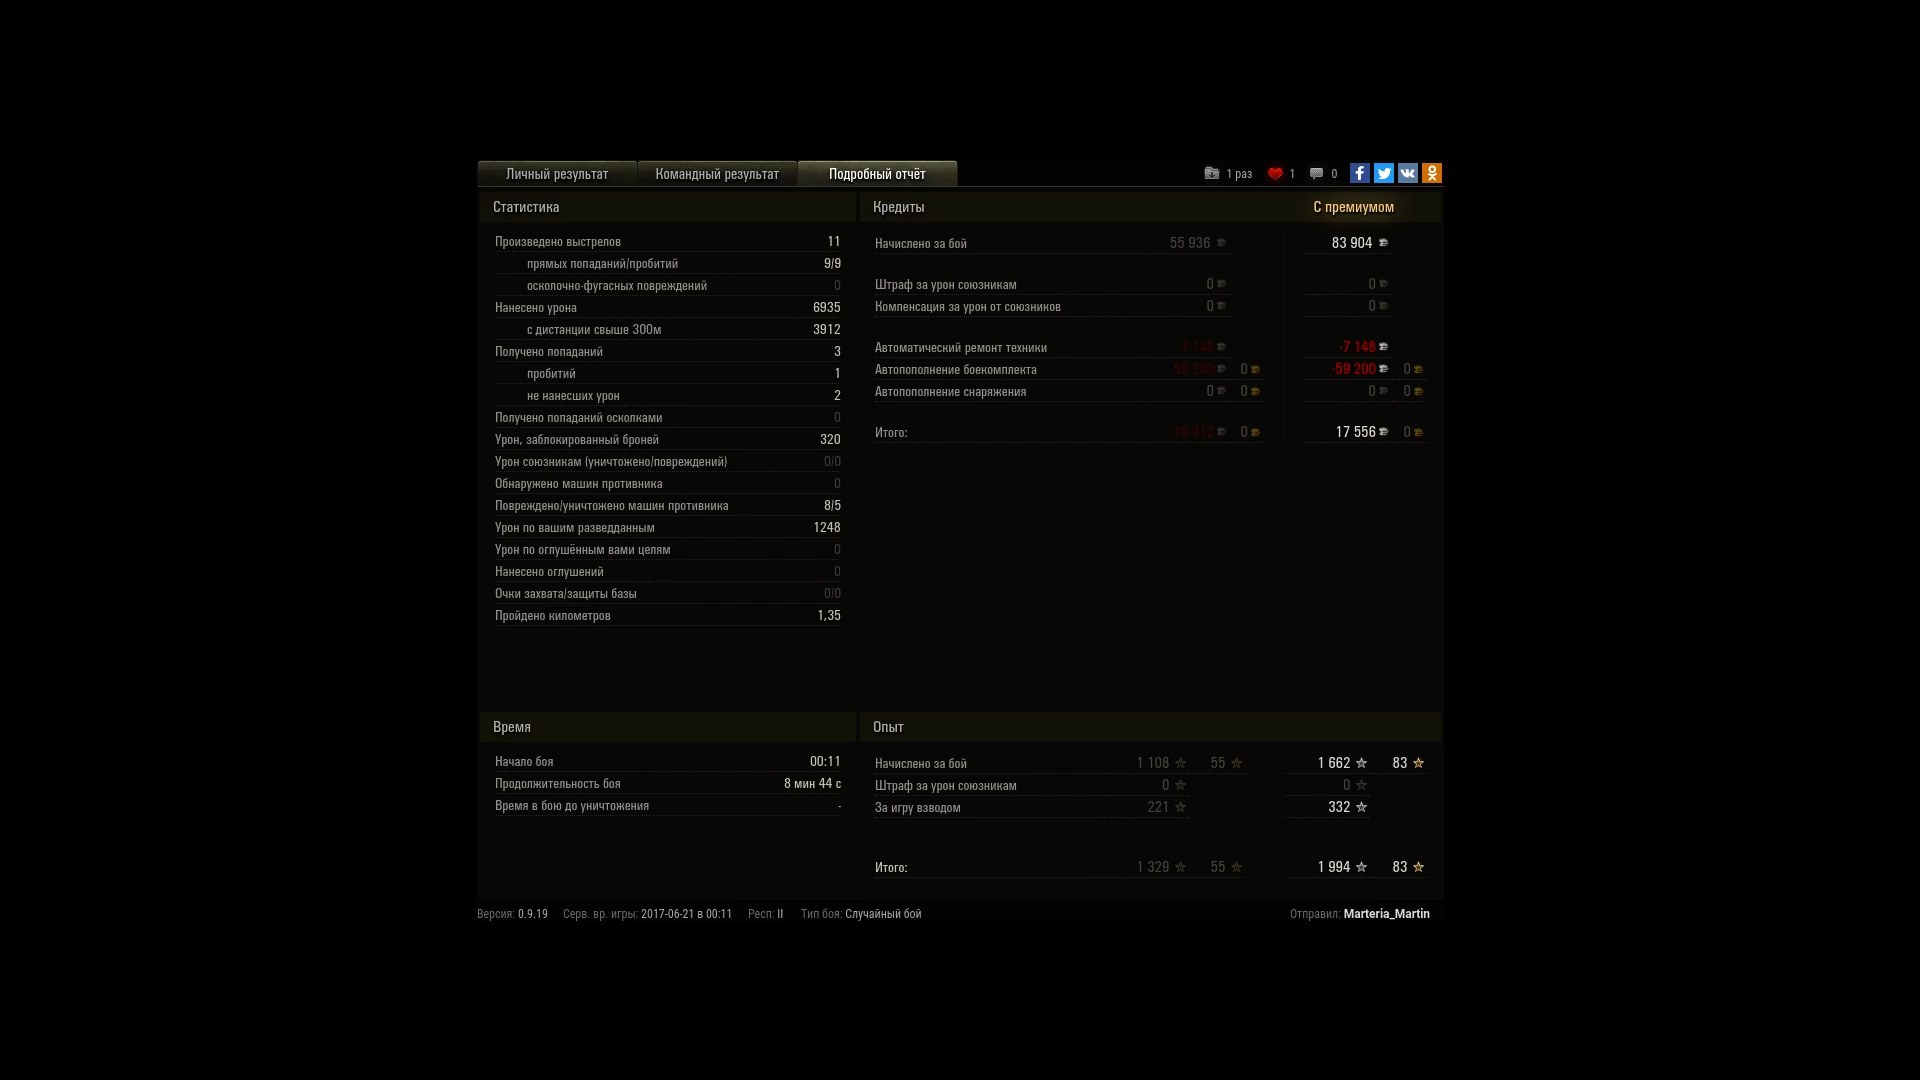 Личный результат Командный результат Подробный отчёт 1 раз 1 0
Статистика
Произведено выстрелов 11
прямых попаданий/пробитий 9/9
осколочно-фугасных повреждений 0
Нанесено урона 6935
с дистанции свыше 300м 3912
Получено попаданий 3
пробитий 1
не нанесших урон 2
Получено попаданий осколками 0
Урон, заблокированный броней 320
Урон союзникам (уничтожено/повреждений) 0/0
Обнаружено машин противника 0
Повреждено/уничтожено машин противника 8/5
Урон по вашим разведданным 1248
Урон по оглушённым вами целям 0
Нанесено оглушений 0
Очки захвата/защиты базы 0/0
Пройдено километров 1,35
Кредиты С премиумом
Начислено за бой 55 936 83 904
Штраф за урон союзникам 0 0
Компенсация за урон от союзников 0 0
Автоматический ремонт техники -7 148 -7 148
Автопополнение боекомплекта -59 200 0 -59 200 0
Автопополнение снаряжения 0 0 0 0
Итого: -10 412 0 17 556 0
Время
Начало боя 00:11
Продолжительность боя 8 мин 44 с
Время в бою до уничтожения -
Опыт
Начислено за бой 1 108 55 1 662 83
Штраф за урон союзникам 0 0
За игру взводом 221 332
Итого: 1 329 55 1 994 83
Версия: 0.9.19 Серв. вр. игры: 2017-06-21 в 00:11 Респ: II Тип боя: Случайный бой Отправил: Marteria_Martin